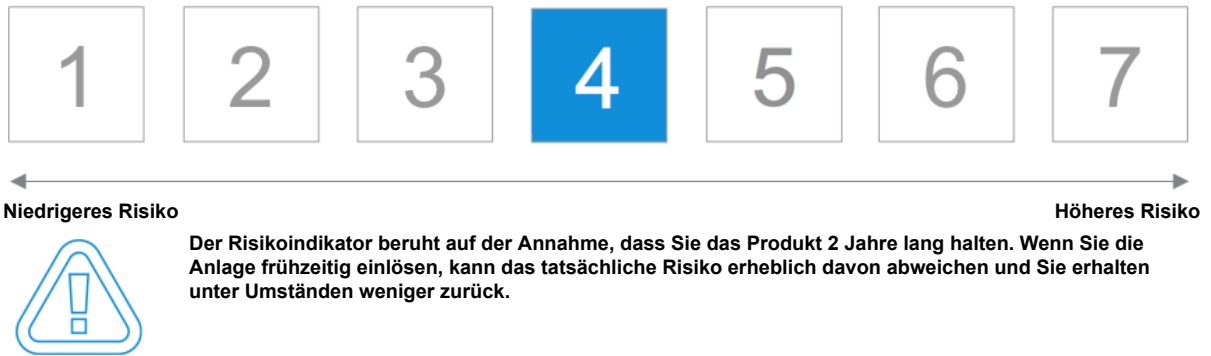 1 2 3 4 5 6 7
Niedrigeres Risiko Höheres Risiko
Der Risikoindikator beruht auf der Annahme, dass Sie das Produkt 2 Jahre lang halten. Wenn Sie die
Anlage frühzeitig einlösen, kann das tatsächliche Risiko erheblich davon abweichen und Sie erhalten
unter Umständen weniger zurück.